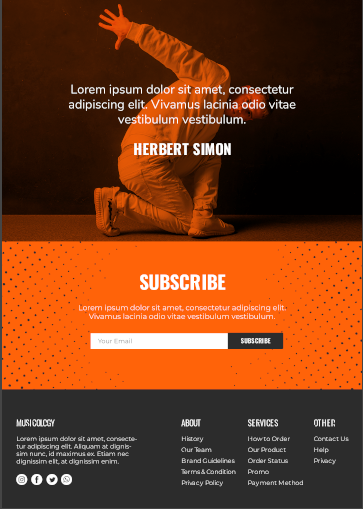 Lorem ipsum dolor sit amet, consectetur
adipiscing elit. Vivamus lacinia odio vitae
vestibulum vestibulum.
HERBERT SIMON
SUBSCRIBE
Lorem ipsum dolor sit amet, consectetur adipiscing elit.
Vivamus lacinia odio vitae vestibulum vestibulum.
Your Email
SUBSCRIBE
MUSICOLOGY
Lorem ipsum dolor sit amet, consecte-
tur adipiscing elit. Aliquam at dignis-
sim nunc, id maximus ex. Etiam nec
dignissim elit, at dignissim enim.
ABOUT
History
Our Team
Brand Guidelines
Terms & Condition
Privacy Policy
SERVICES
How to Order
Our Product
Order Status
Promo
Payment Method
OTHER
Contact Us
Help
Privacy